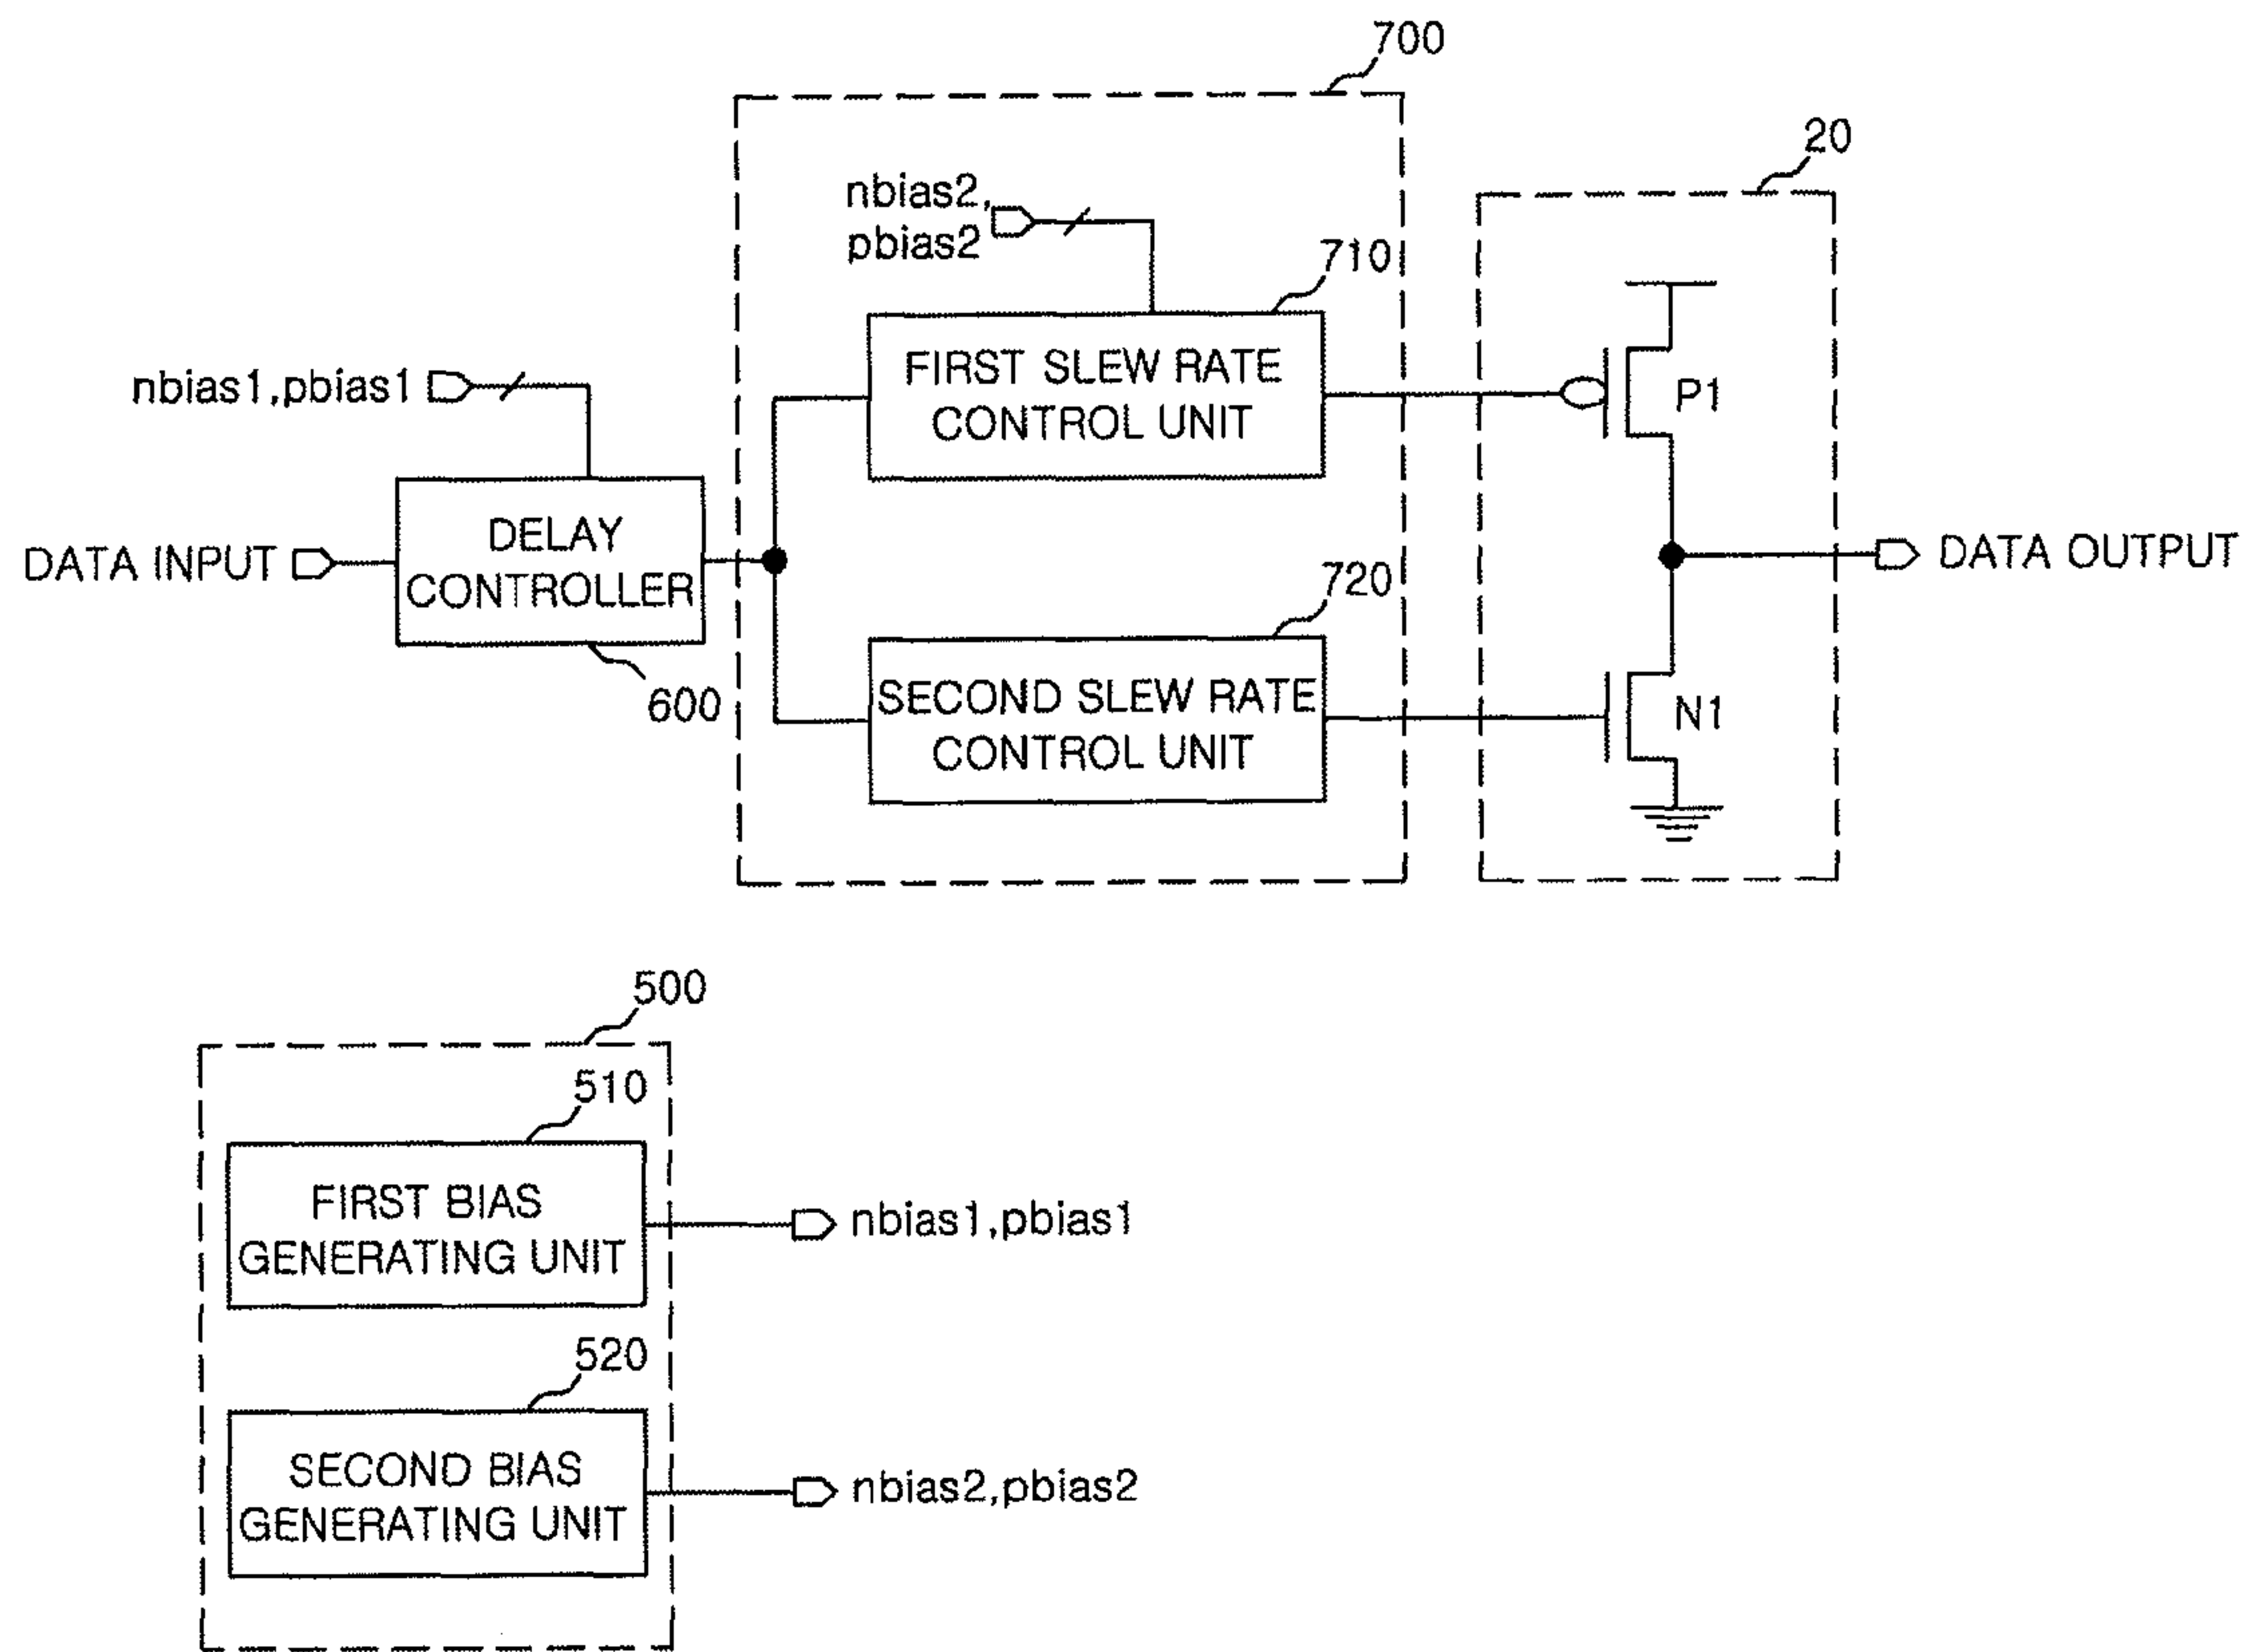 700
20
nbias2,
pbias2
710
FIRST SLEW RATE
CONTROL UNIT
P1
nbias1,pbias1
DELAY
CONTROLLER
DATA INPUT
DATA OUTPUT
600
720
SECOND SLEW RATE
CONTROL UNIT
N1
500
510
FIRST BIAS
GENERATING UNIT
nbias1,pbias1
520
SECOND BIAS
GENERATING UNIT
nbias2,pbias2